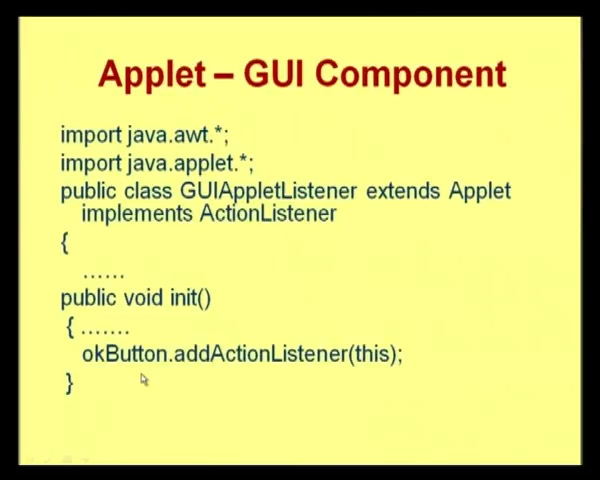 Applet – GUI Component
import java.awt.*;
import java.applet.*;
public class GUIAppletListener extends Applet
implements ActionListener
{
……
public void init()
{ …….
okButton.addActionListener(this);
}